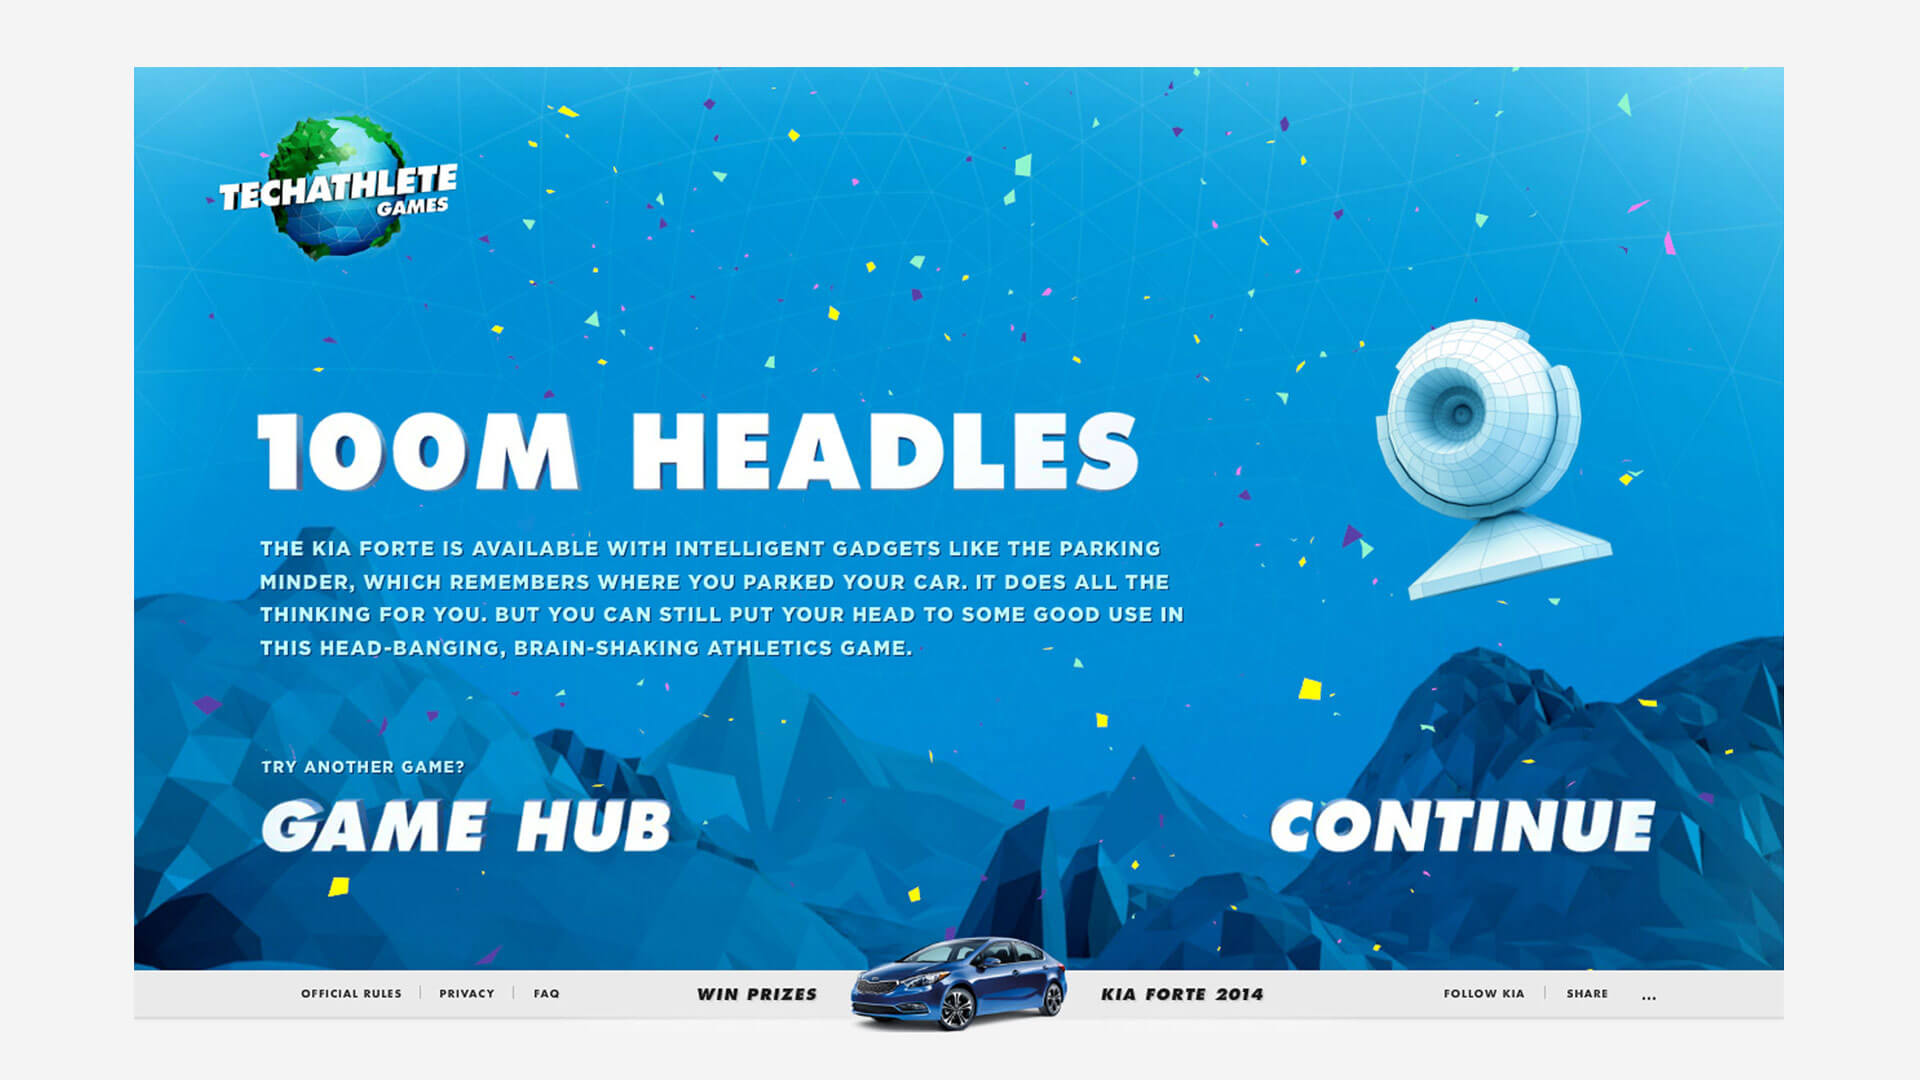 TECHATHLETE
GAMES
100M HEADLES
THE KIA FORTE IS AVAILABLE WITH INTELLIGENT GADGETS LIKE THE PARKING
MINDER, WHICH REMEMBERS WHERE YOU PARKED YOUR CAR. IT DOES ALL THE
THINKING FOR YOU. BUT YOU CAN STILL PUT YOUR HEAD TO SOME GOOD USE IN
THIS HEAD-BANGING, BRAIN-SHAKING ATHLETICS GAME.
TRY ANOTHER GAME?
GAME HUB
CONTINUE
OFFICIAL RULES | PRIVACY | FAQ
WIN PRIZES
KIA FORTE 2014
FOLLOW KIA | SHARE ...